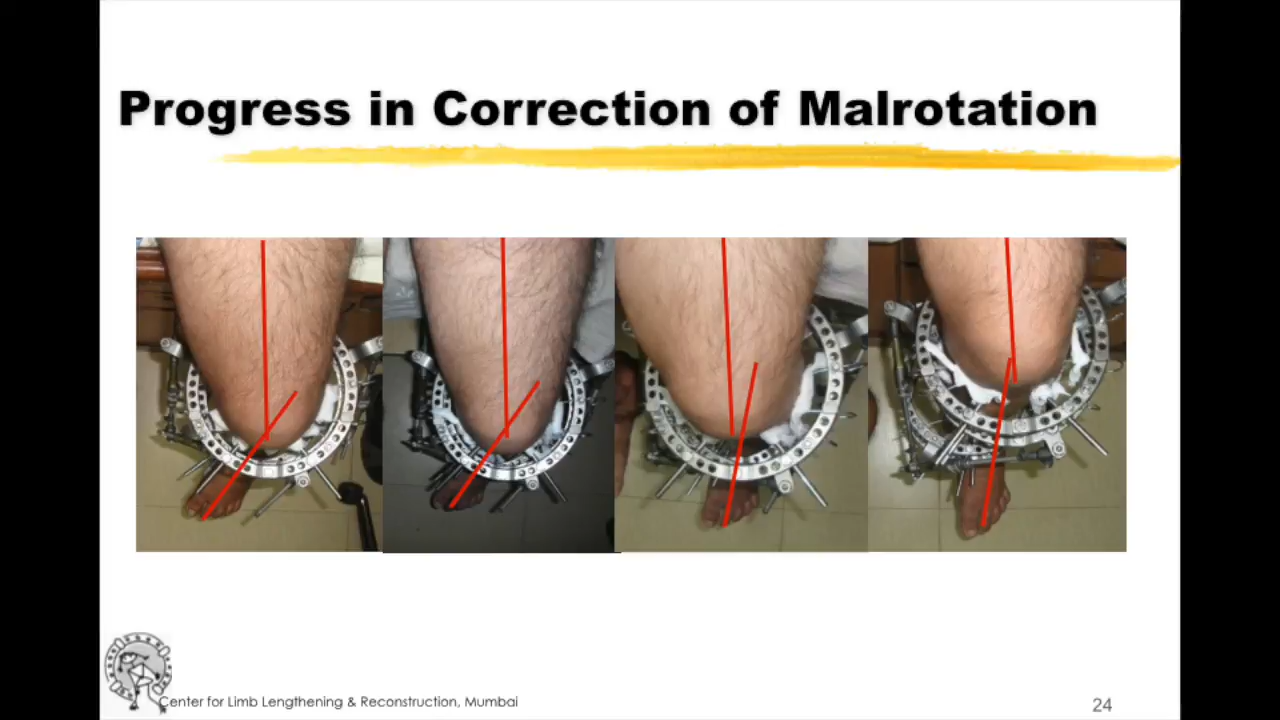 Progress in Correction of Malrotation
Center for Limb Lengthening & Reconstruction, Mumbai
24